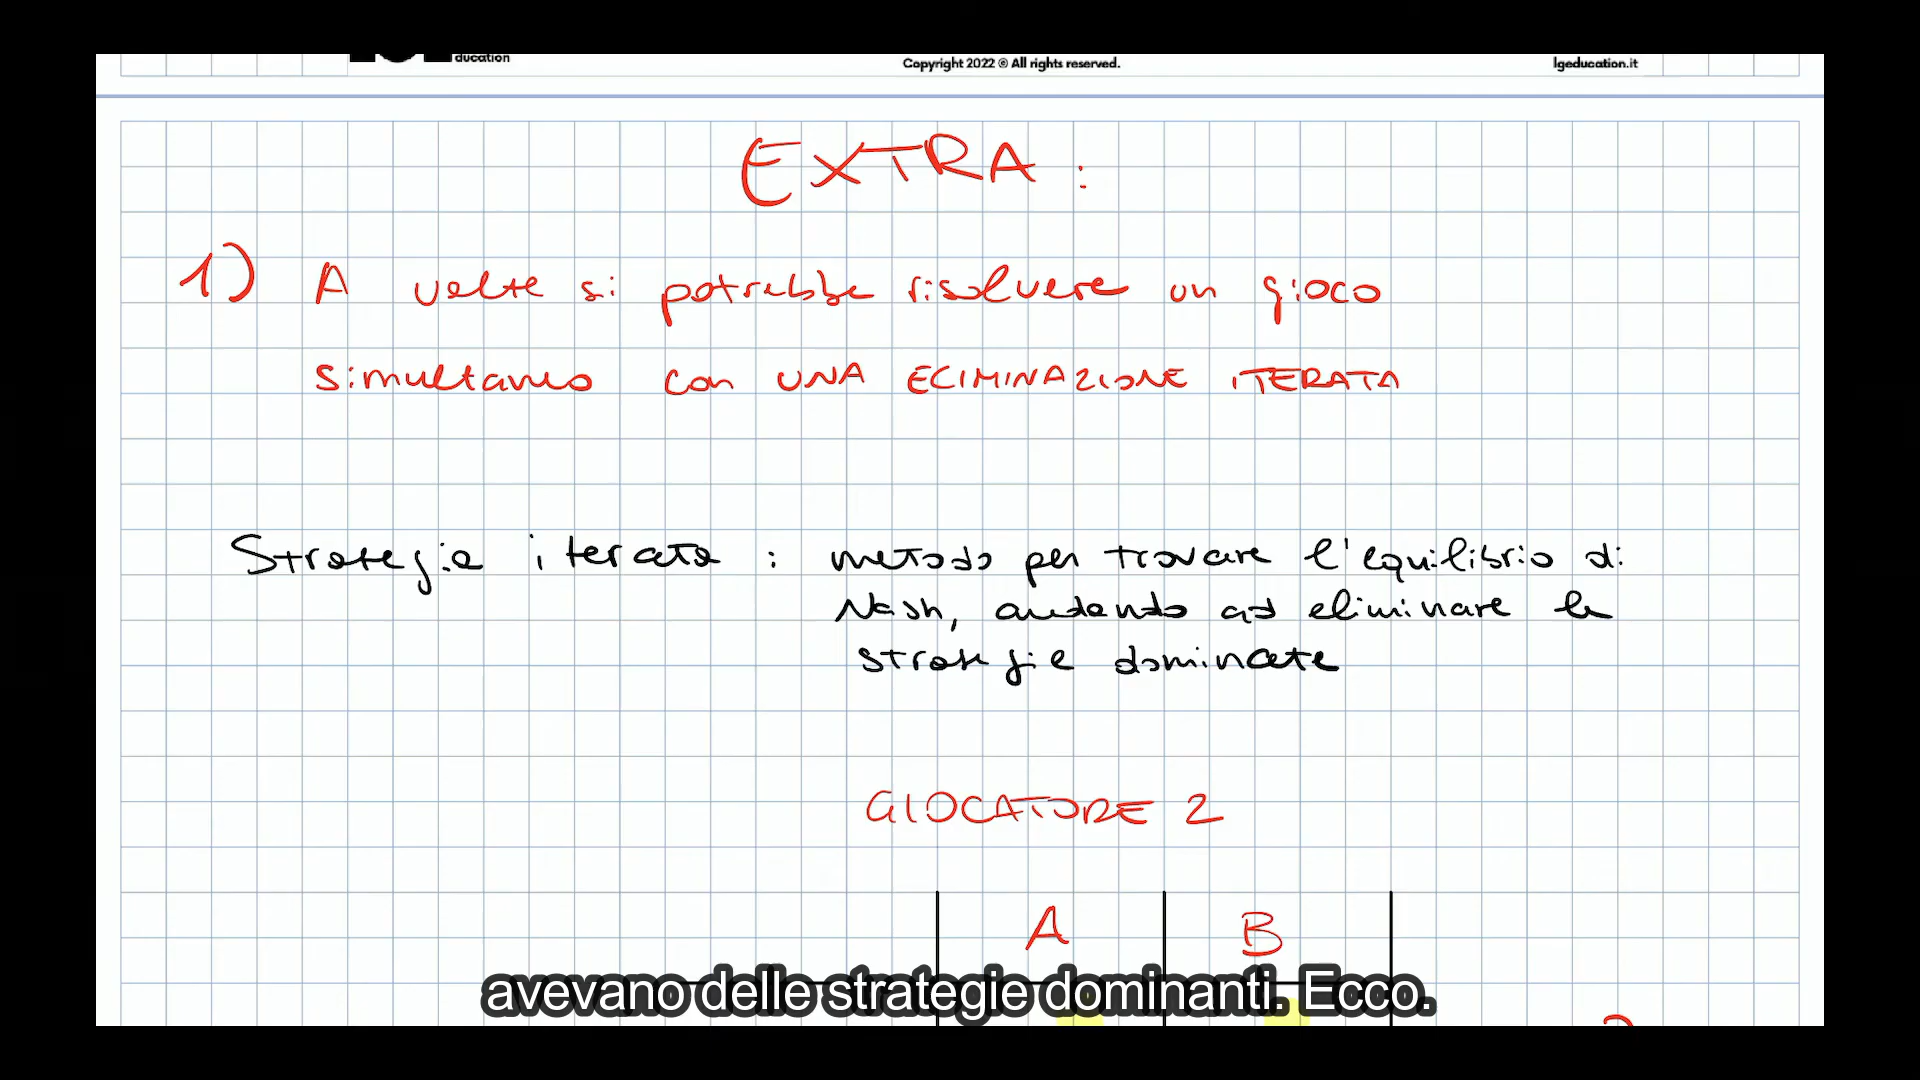 ducation
Copyright 2022 © All rights reserved.
lgeducation.it
EXTRA :
1) A volte si potrebbe risolvere un gioco
simultaneo con UNA ELIMINAZIONE ITERATA
Strategia iterata : metodo per trovare l'equilibrio di
Nash, andando ad eliminare le
strategie dominate
GIOCATORE 2
A B
avevano delle strategie dominanti. Ecco.